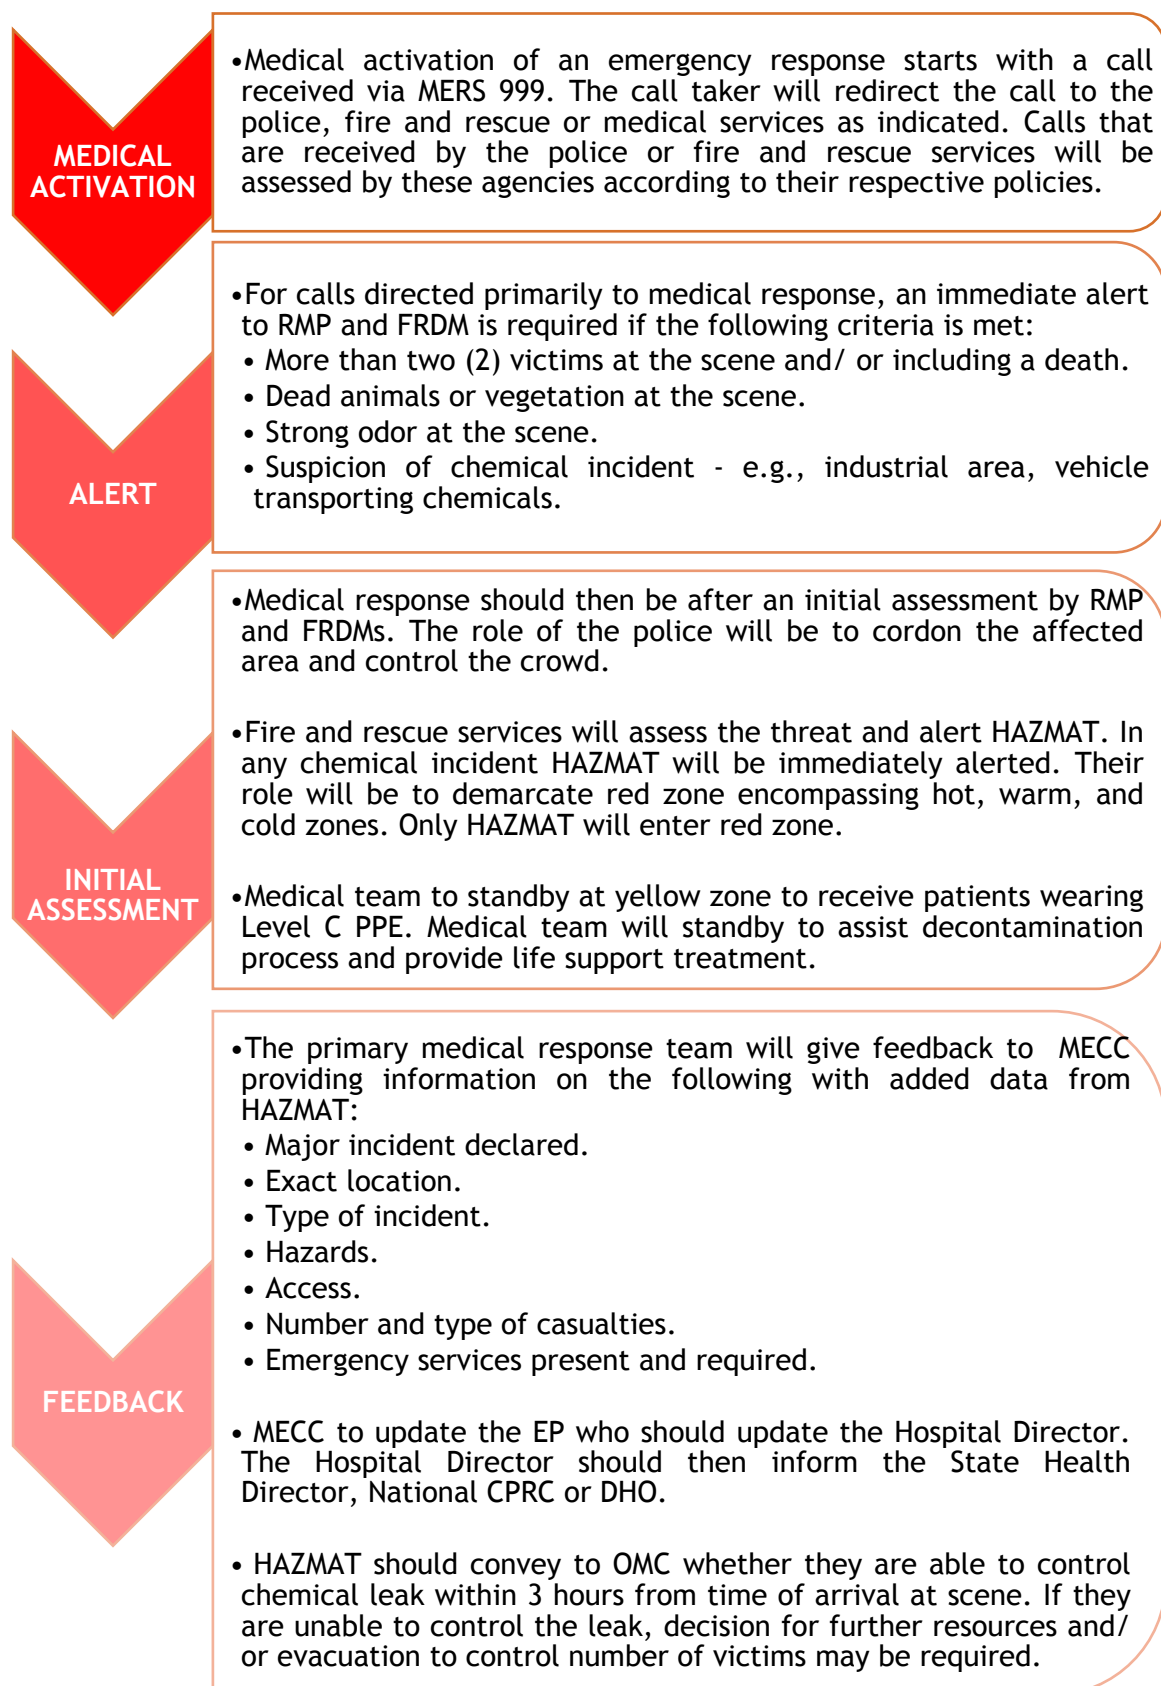 MEDICAL
ACTIVATION
•Medical activation of an emergency response starts with a call
received via MERS 999. The call taker will redirect the call to the
police, fire and rescue or medical services as indicated. Calls that
are received by the police or fire and rescue services will be
assessed by these agencies according to their respective policies.
ALERT
•For calls directed primarily to medical response, an immediate alert
to RMP and FRDM is required if the following criteria is met:
• More than two (2) victims at the scene and/ or including a death.
• Dead animals or vegetation at the scene.
• Strong odor at the scene.
• Suspicion of chemical incident - e.g., industrial area, vehicle
transporting chemicals.
INITIAL
ASSESSMENT
•Medical response should then be after an initial assessment by RMP
and FRDMs. The role of the police will be to cordon the affected
area and control the crowd.
•Fire and rescue services will assess the threat and alert HAZMAT. In
any chemical incident HAZMAT will be immediately alerted. Their
role will be to demarcate red zone encompassing hot, warm, and
cold zones. Only HAZMAT will enter red zone.
•Medical team to standby at yellow zone to receive patients wearing
Level C PPE. Medical team will standby to assist decontamination
process and provide life support treatment.
FEEDBACK
•The primary medical response team will give feedback to MECC
providing information on the following with added data from
HAZMAT:
• Major incident declared.
• Exact location.
• Type of incident.
• Hazards.
• Access.
• Number and type of casualties.
• Emergency services present and required.
• MECC to update the EP who should update the Hospital Director.
The Hospital Director should then inform the State Health
Director, National CPRC or DHO.
• HAZMAT should convey to OMC whether they are able to control
chemical leak within 3 hours from time of arrival at scene. If they
are unable to control the leak, decision for further resources and/
or evacuation to control number of victims may be required.